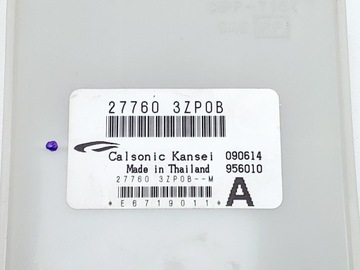 27760 3ZP0B
Calsonic Kansei 090614
Made in Thailand 956010
27760 3ZP0B--M
*E6719011*
A